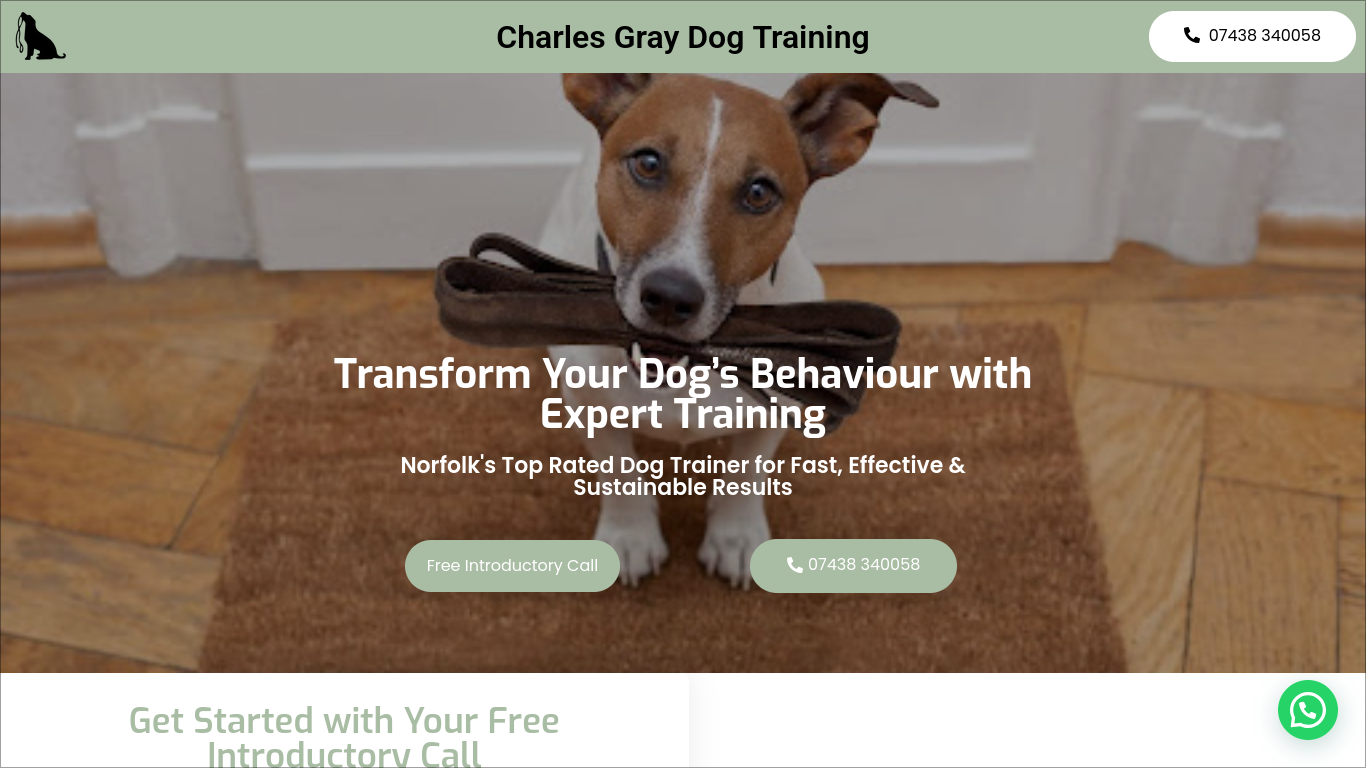 Charles Gray Dog Training
07438 340058
Transform Your Dog’s Behaviour with
Expert Training
Norfolk's Top Rated Dog Trainer for Fast, Effective &
Sustainable Results
Free Introductory Call
07438 340058
Get Started with Your Free
Introductory Call